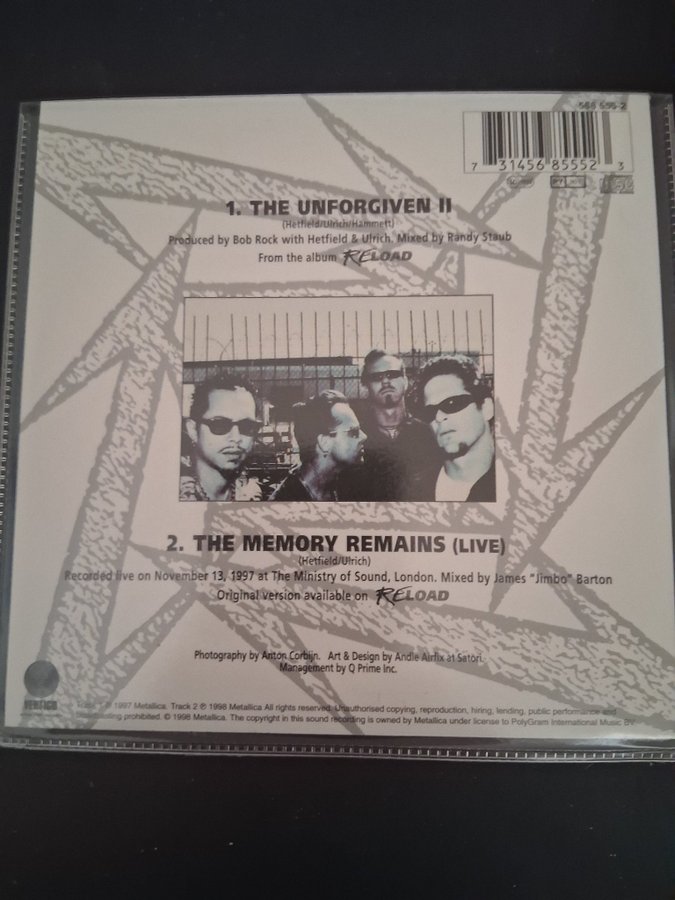 568 555-2
7 31456 85552 3
1. THE UNFORGIVEN II
(Hetfield/Ulrich/Hammett)
Produced by Bob Rock with Hetfield & Ulrich. Mixed by Randy Staub
From the album RELOAD
2. THE MEMORY REMAINS (LIVE)
(Hetfield/Ulrich)
Recorded live on November 13, 1997 at The Ministry of Sound, London. Mixed by James "Jimbo" Barton
Original version available on RELOAD
Photography by Anton Corbijn. Art & Design by Andie Airfix at Satori.
Management by Q Prime Inc.
VERTIGO
Track 1 ℗ 1997 Metallica. Track 2 ℗ 1998 Metallica All rights reserved. Unauthorised copying, reproduction, hiring, lending, public performance and
prohibited. © 1998 Metallica. The copyright in this sound recording is owned by Metallica under license to PolyGram International Music BV.